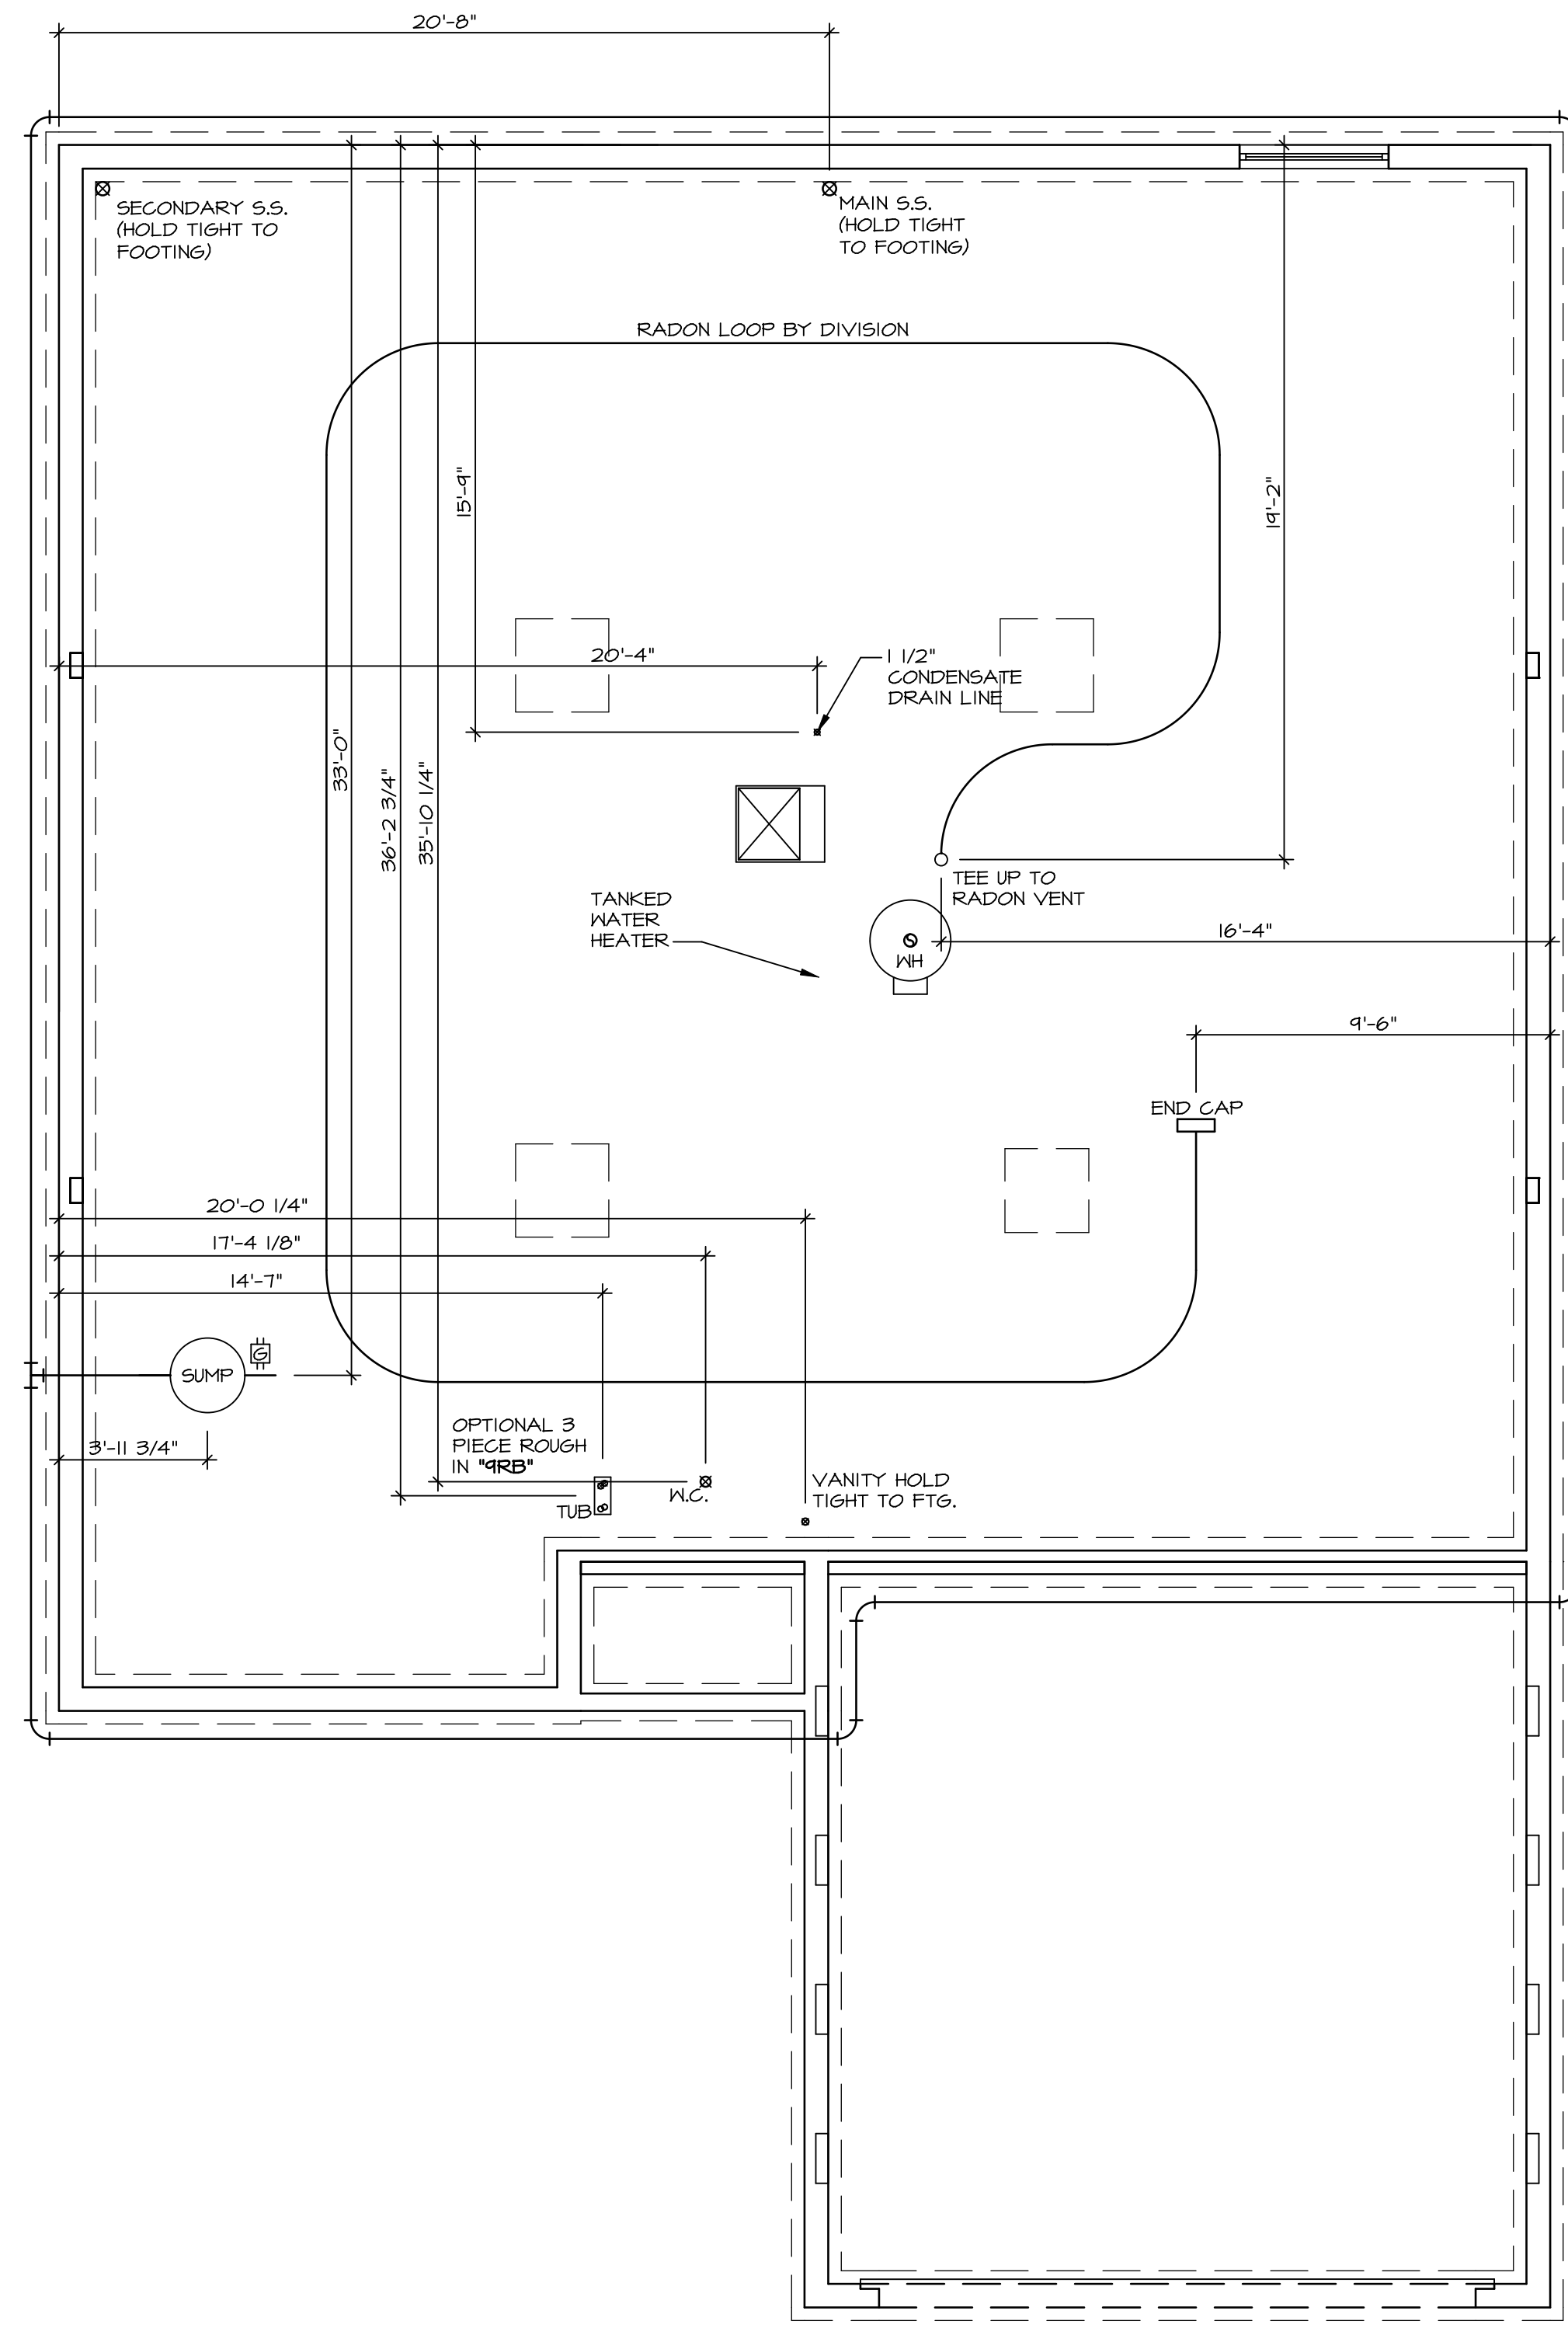 20'-8"
SECONDARY S.S.
(HOLD TIGHT TO
FOOTING)
MAIN S.S.
(HOLD TIGHT
TO FOOTING)
RADON LOOP BY DIVISION
15'-9"
19'-2"
20'-4"
1 1/2"
CONDENSATE
DRAIN LINE
33'-0"
36'-2 3/4"
35'-10 1/4"
TEE UP TO
RADON VENT
TANKED
WATER
HEATER
S
WH
16'-4"
9'-6"
END CAP
20'-0 1/4"
17'-4 1/8"
14'-7"
SUMP
G
3'-11 3/4"
OPTIONAL 3
PIECE ROUGH
IN "9RB"
TUB
W.C.
VANITY HOLD
TIGHT TO FTG.